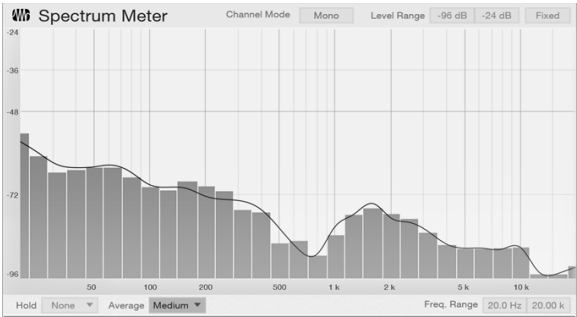 Spectrum Meter Channel Mode Mono Level Range -96 dB -24 dB Fixed
-24
-36
-48
-72
-96
50 100 200 500 1 k 2 k 5 k 10 k
Hold None Average Medium Freq. Range 20.0 Hz 20.00 k